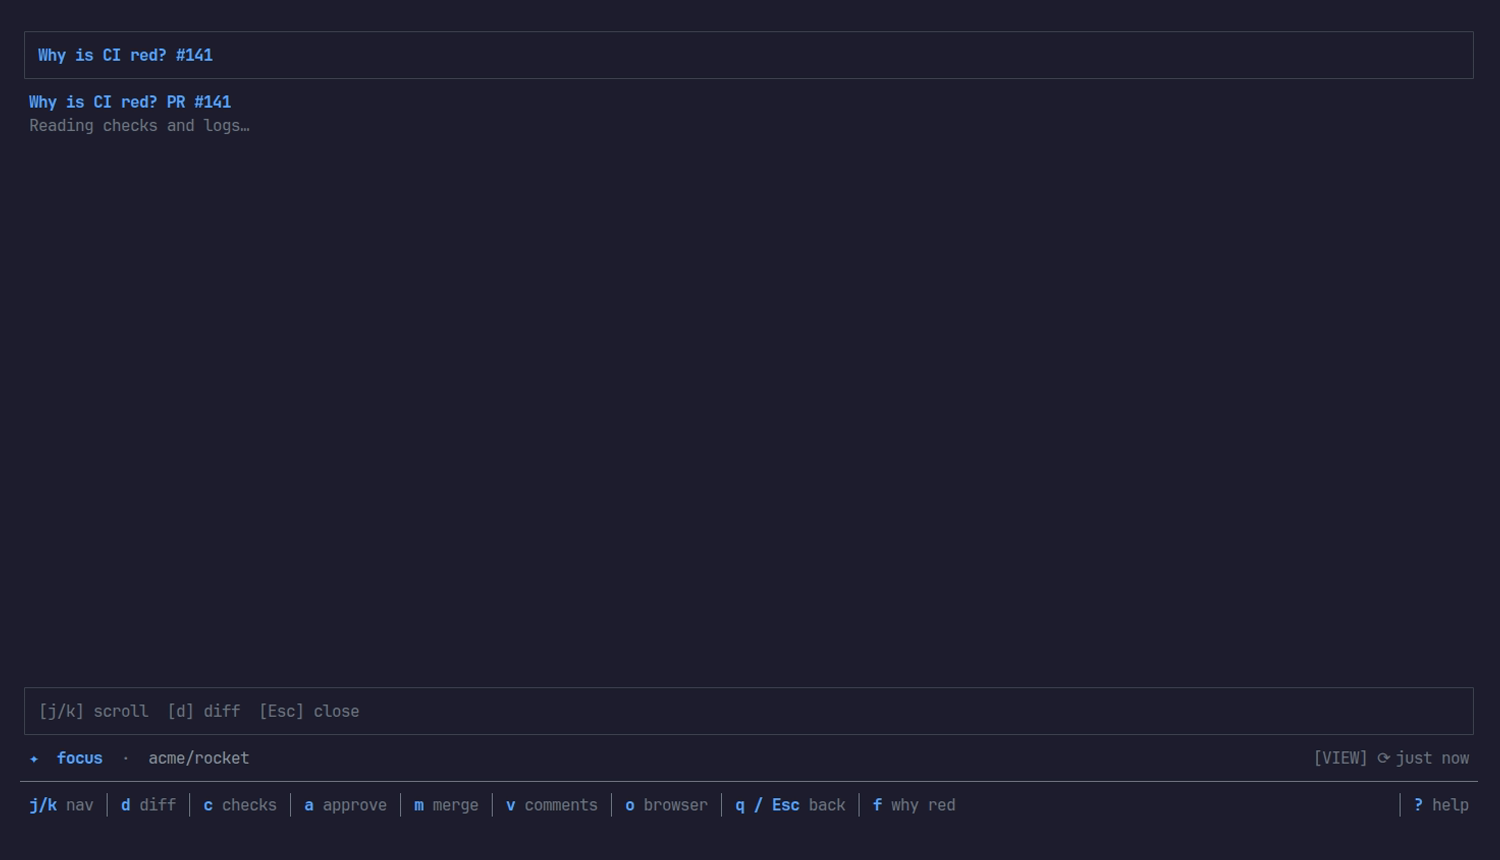 Why is CI red? #141
Why is CI red? PR #141
Reading checks and logs…
[j/k] scroll  [d] diff  [Esc] close
✦ focus · acme/rocket [VIEW] ⟳ just now
j/k nav │ d diff │ c checks │ a approve │ m merge │ v comments │ o browser │ q / Esc back │ f why red │ ? help